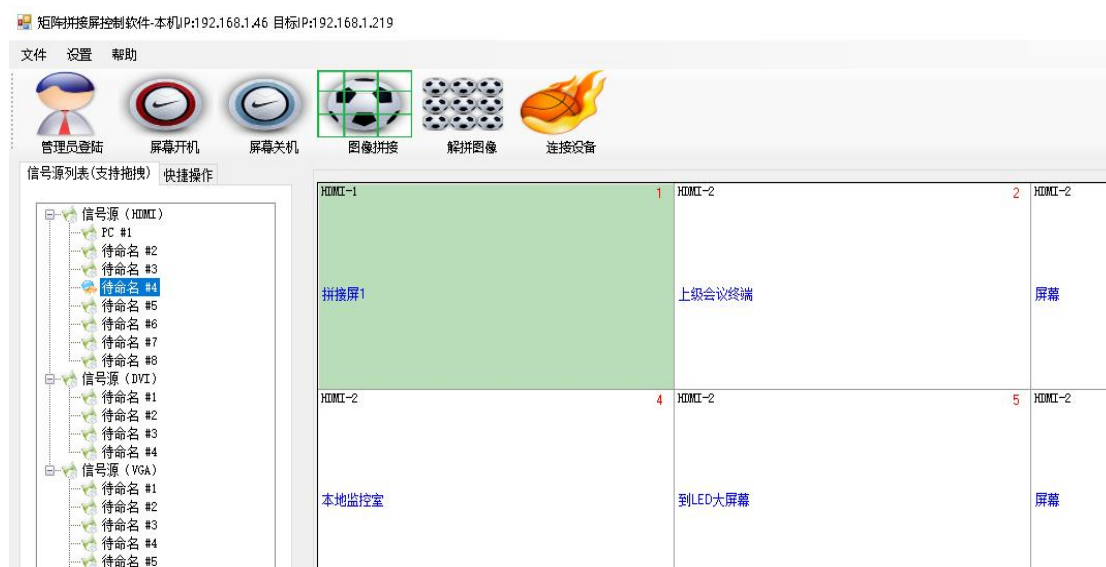 矩阵拼接屏控制软件-本机IP:192.168.1.46 目标IP:192.168.1.219
文件 设置 帮助
管理员登陆 屏幕开机 屏幕关机 图像拼接 解拼图像 连接设备
信号源列表(支持拖拽) 快捷操作
信号源 (HDMI)
PC #1
待命名 #2
待命名 #3
待命名 #4
待命名 #5
待命名 #6
待命名 #7
待命名 #8
信号源 (DVI)
待命名 #1
待命名 #2
待命名 #3
待命名 #4
信号源 (VGA)
待命名 #1
待命名 #2
待命名 #3
待命名 #4
待命名 #5
HDMI-1 1 HDMI-2 2 HDMI-2
拼接屏1 上级会议终端 屏幕
HDMI-2 4 HDMI-2 5 HDMI-2
本地监控室 到LED大屏幕 屏幕